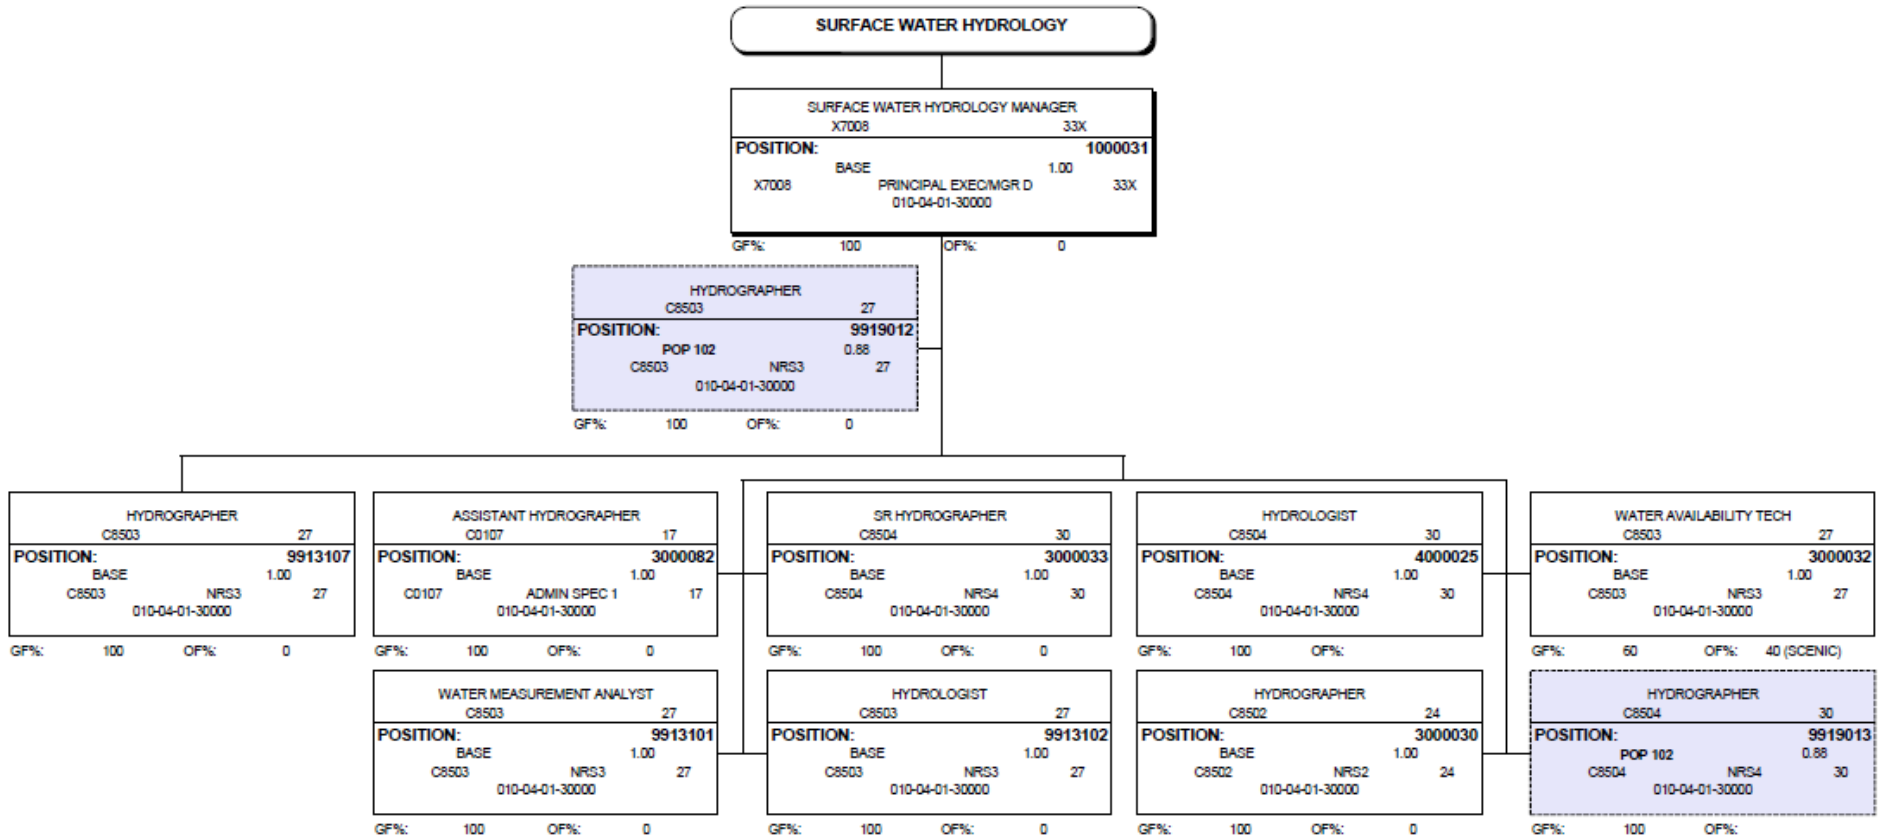 SURFACE WATER HYDROLOGY
SURFACE WATER HYDROLOGY MANAGER
X7008 33X
POSITION: 1000031
BASE 1.00
X7008 PRINCIPAL EXEC/MGR D 33X
010-04-01-30000
GF%: 100 OF%: 0
HYDROGRAPHER
C8503 27
POSITION: 9919012
POP 102 0.88
C8503 NRS3 27
010-04-01-30000
GF%: 100 OF%: 0
HYDROGRAPHER
C8503 27
POSITION: 9913107
BASE 1.00
C8503 NRS3 27
010-04-01-30000
GF%: 100 OF%: 0
ASSISTANT HYDROGRAPHER
C0107 17
POSITION: 3000082
BASE 1.00
C0107 ADMIN SPEC 1 17
010-04-01-30000
GF%: 100 OF%: 0
SR HYDROGRAPHER
C8504 30
POSITION: 3000033
BASE 1.00
C8504 NRS4 30
010-04-01-30000
GF%: 100 OF%: 0
HYDROLOGIST
C8504 30
POSITION: 4000025
BASE 1.00
C8504 NRS4 30
010-04-01-30000
GF%: 100 OF%:
WATER AVAILABILITY TECH
C8503 27
POSITION: 3000032
BASE 1.00
C8503 NRS3 27
010-04-01-30000
GF%: 60 OF%: 40 (SCENIC)
WATER MEASUREMENT ANALYST
C8503 27
POSITION: 9913101
BASE 1.00
C8503 NRS3 27
010-04-01-30000
GF%: 100 OF%: 0
HYDROLOGIST
C8503 27
POSITION: 9913102
BASE 1.00
C8503 NRS3 27
010-04-01-30000
GF%: 100 OF%: 0
HYDROGRAPHER
C8502 24
POSITION: 3000030
BASE 1.00
C8502 NRS2 24
010-04-01-30000
GF%: 100 OF%: 0
HYDROGRAPHER
C8504 30
POSITION: 9919013
POP 102 0.88
C8504 NRS4 30
010-04-01-30000
GF%: 100 OF%: